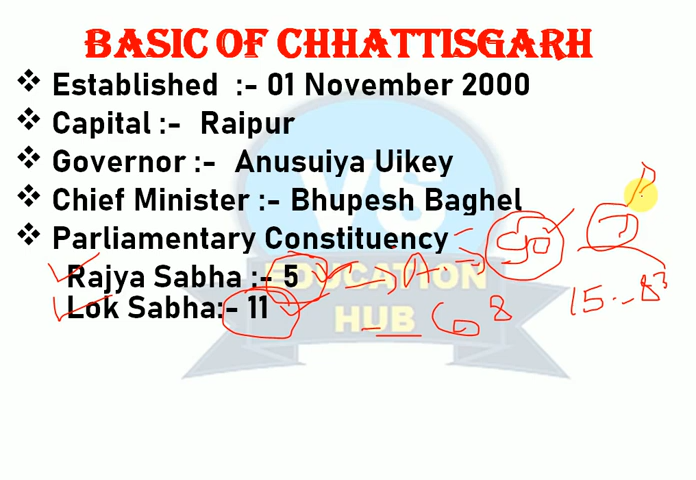 BASIC OF CHHATTISGARH
❖ Established :- 01 November 2000
❖ Capital :- Raipur
❖ Governor :- Anusuiya Uikey
❖ Chief Minister :- Bhupesh Baghel
❖ Parliamentary Constituency
Rajya Sabha :- 5
Lok Sabha:- 11
VS
EDUCATION
HUB